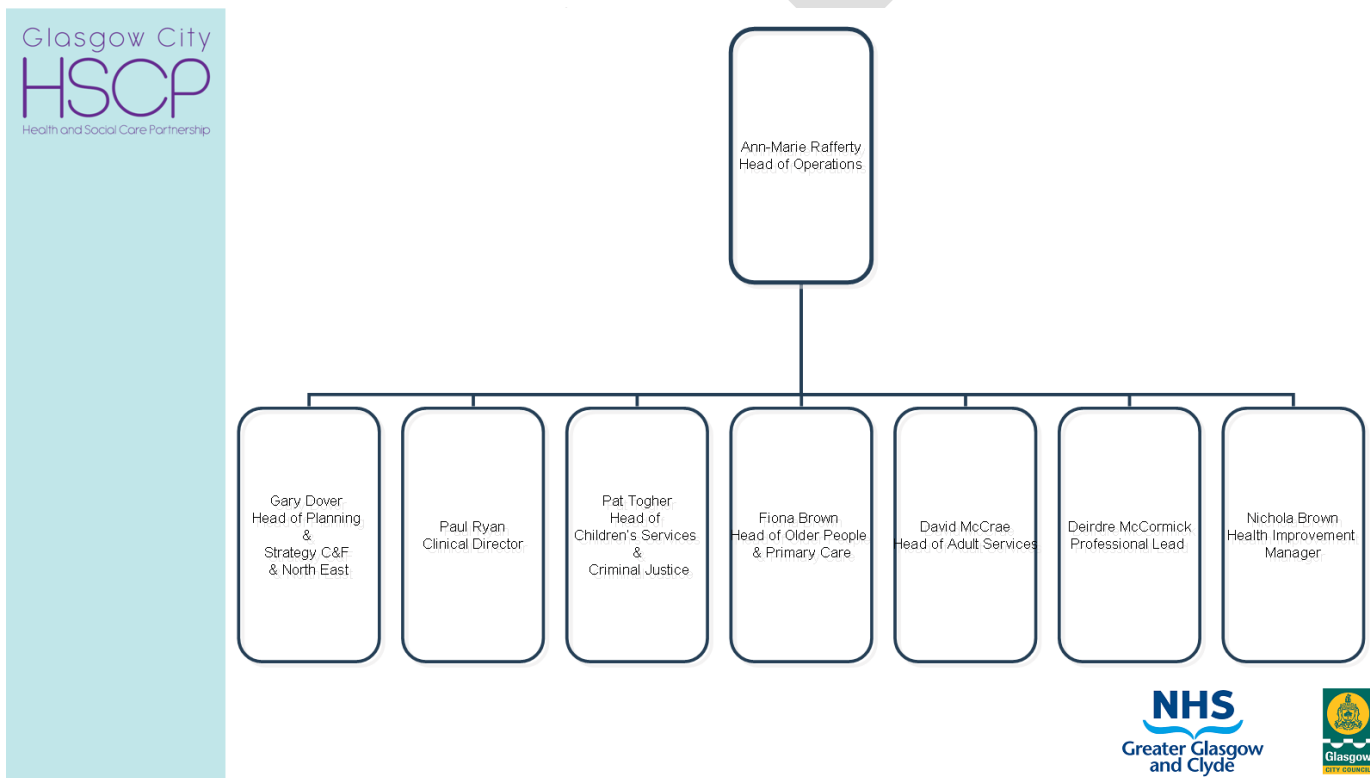 Glasgow City
HSCP
Health and Social Care Partnership
Ann-Marie Rafferty
Head of Operations
Gary Dover
Head of Planning
&
Strategy C&F
& North East
Paul Ryan
Clinical Director
Pat Togher
Head of
Children's Services
&
Criminal Justice
Fiona Brown
Head of Older People
& Primary Care
David McCrae
Head of Adult Services
Deirdre McCormick
Professional Lead
Nichola Brown
Health Improvement
Manager
NHS
Greater Glasgow
and Clyde
Glasgow
CITY COUNCIL